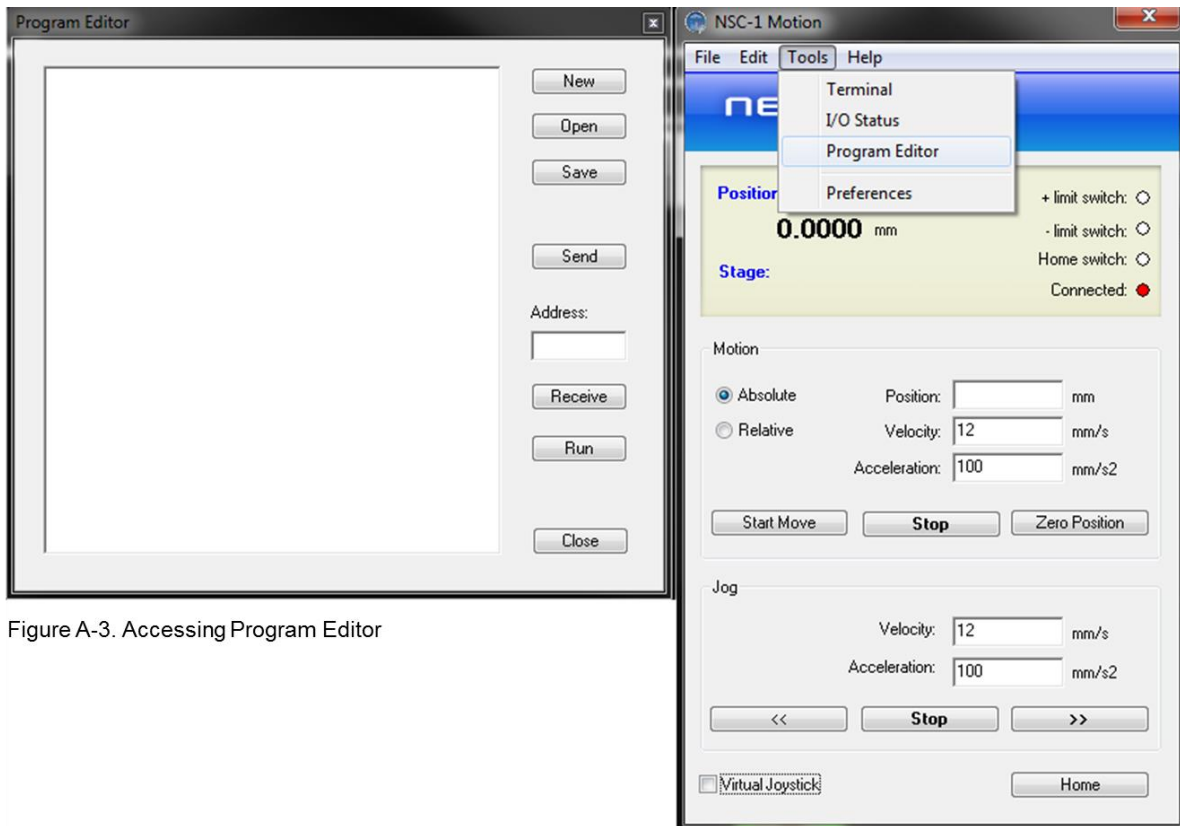 Program Editor
New
Open
Save
Send
Address:
Receive
Run
Close
Figure A-3. Accessing Program Editor
NSC-1 Motion
File Edit Tools Help
Terminal
I/O Status
Program Editor
Preferences
0.0000 mm
Stage:
+ limit switch:
- limit switch:
Home switch:
Connected:
Motion
Absolute
Relative
Position: mm
Velocity: 12 mm/s
Acceleration: 100 mm/s2
Start Move Stop Zero Position
Jog
Velocity: 12 mm/s
Acceleration: 100 mm/s2
<< Stop >>
Virtual Joystick Home